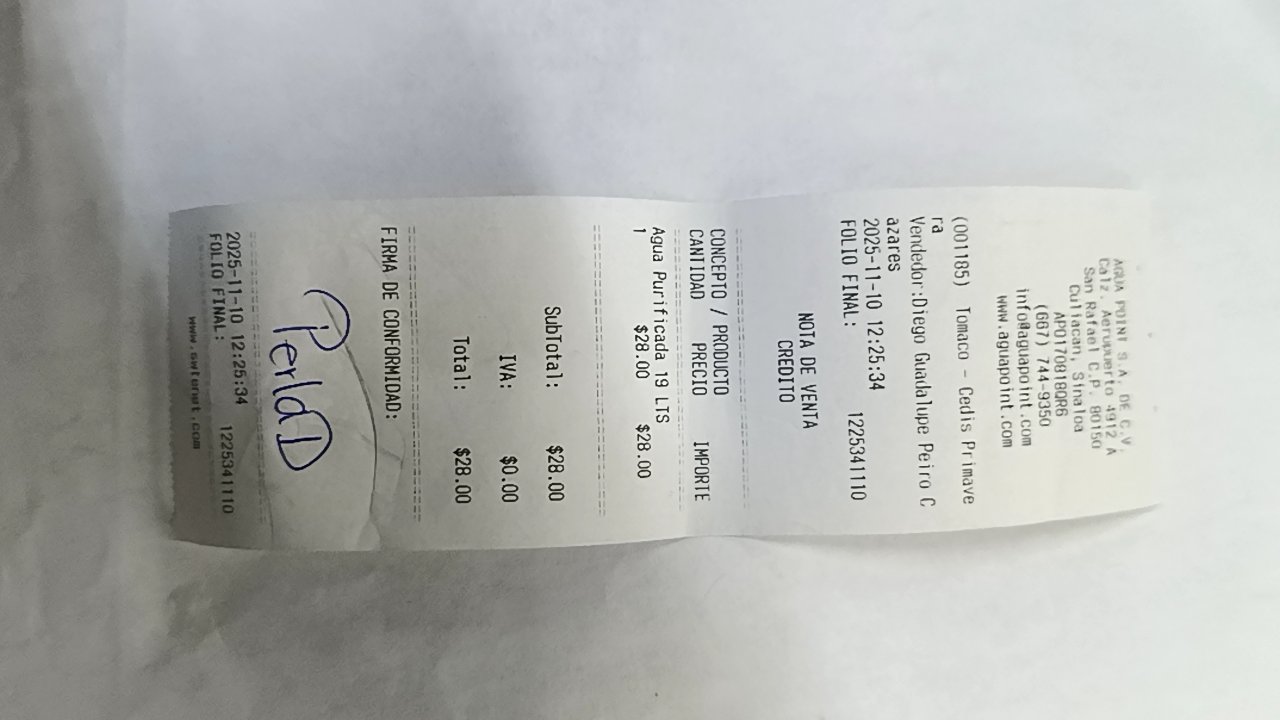 AGUA POINT S.A. DE C.V.
Calz. Aeropuerto 4912 A
San Rafael C.P. 80150
Culiacan, Sinaloa
APO170818QR6
(667) 744-9350
info@aguapoint.com
www.aguapoint.com
(001185) Tomaco - Cedis Primave
ra
Vendedor:Diego Guadalupe Peiro C
azares
2025-11-10 12:25:34
FOLIO FINAL: 1225341110
NOTA DE VENTA
CREDITO
CONCEPTO / PRODUCTO
CANTIDAD PRECIO IMPORTE
Agua Purificada 19 LTS
1 $28.00 $28.00
SubTotal: $28.00
IVA: $0.00
Total: $28.00
FIRMA DE CONFORMIDAD:
Perla D
2025-11-10 12:25:34
FOLIO FINAL: 1225341110